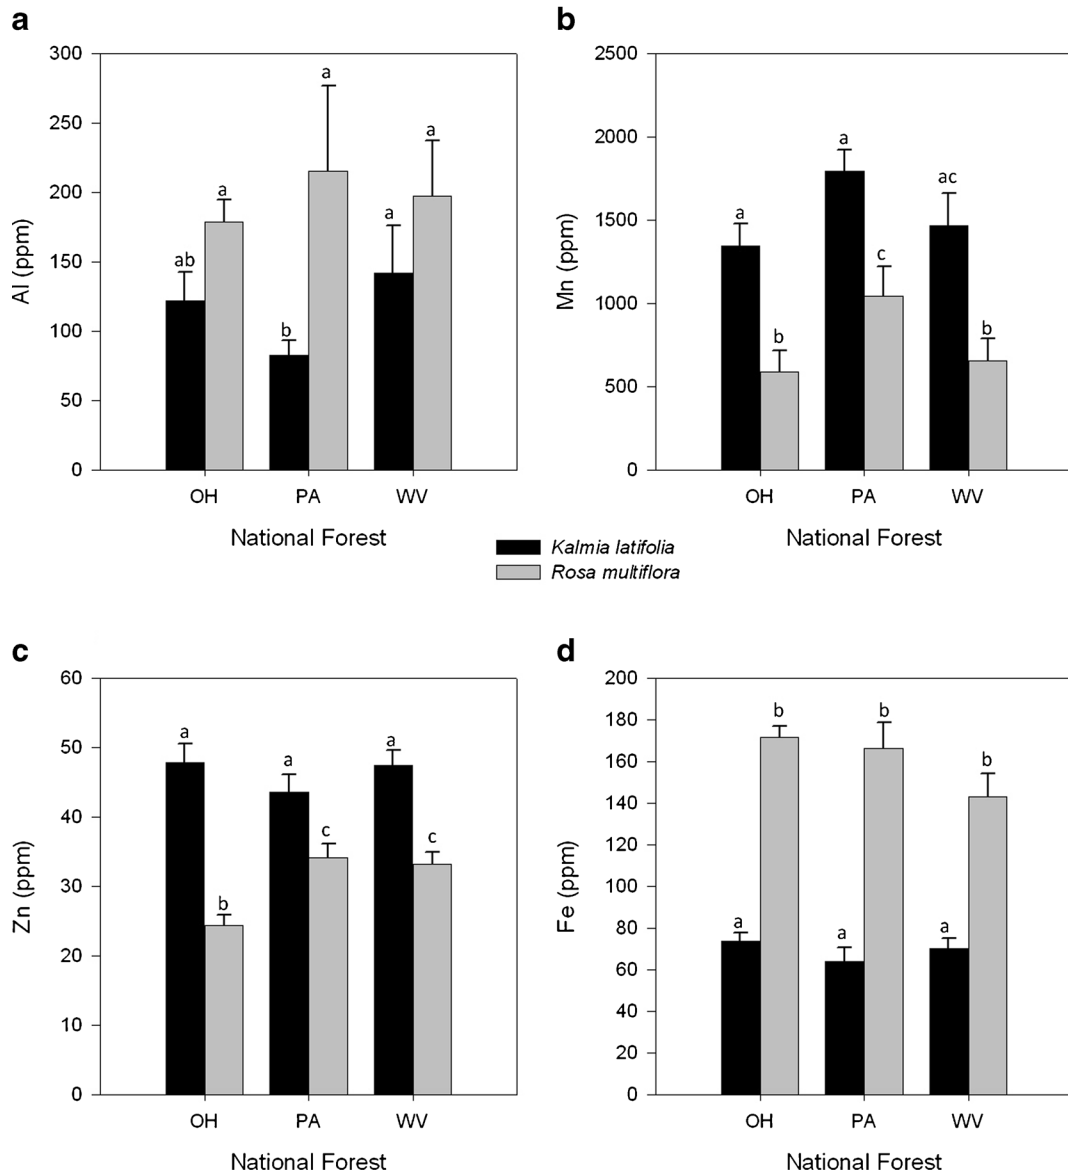 a
300
250
200
150
100
50
0
Al (ppm)
ab
a
b
a
a
a
OH PA WV
National Forest
b
2500
2000
1500
1000
500
0
Mn (ppm)
a
b
a
c
ac
b
OH PA WV
National Forest
Kalmia latifolia
Rosa multiflora
c
60
50
40
30
20
10
0
Zn (ppm)
a
b
a
c
a
c
OH PA WV
National Forest
d
200
180
160
140
120
100
80
60
40
20
0
Fe (ppm)
a
b
a
b
a
b
OH PA WV
National Forest